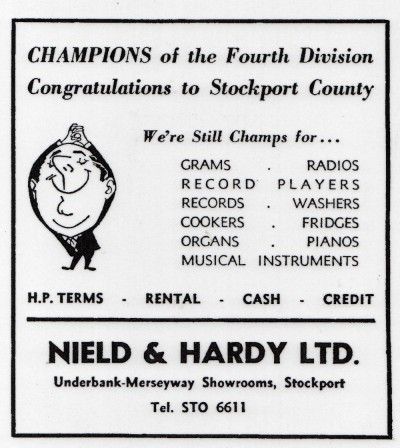 CHAMPIONS of the Fourth Division
Congratulations to Stockport County
We're Still Champs for...
GRAMS . RADIOS
RECORD PLAYERS
RECORDS . WASHERS
COOKERS . FRIDGES
ORGANS . PIANOS
MUSICAL INSTRUMENTS
H.P. TERMS - RENTAL - CASH - CREDIT
NIELD & HARDY LTD.
Underbank-Merseyway Showrooms, Stockport
Tel. STO 6611